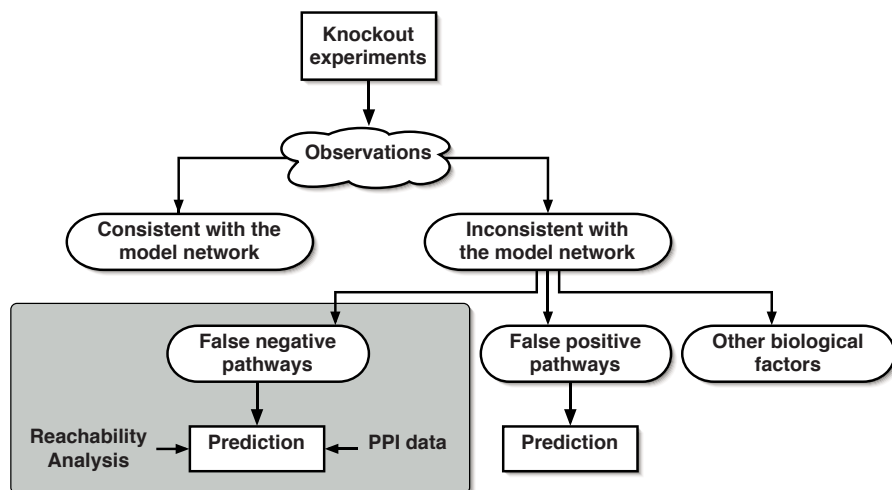 Knockout
experiments
Observations
Consistent with the
model network
Inconsistent with
the model network
False negative
pathways
False positive
pathways
Other biological
factors
Reachability
Analysis
Prediction
PPI data
Prediction